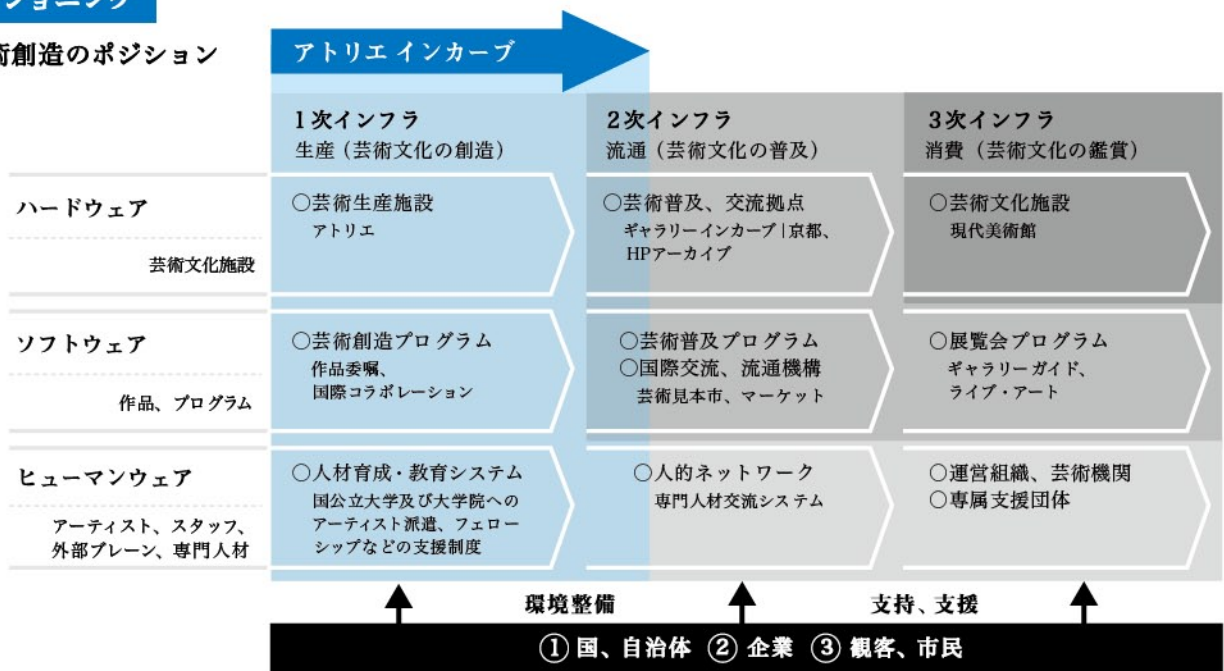 ショニング
術創造のポジション
アトリエ インカーブ
1次インフラ
生産（芸術文化の創造）
2次インフラ
流通（芸術文化の普及）
3次インフラ
消費（芸術文化の鑑賞）
ハードウェア
芸術文化施設
○芸術生産施設
アトリエ
○芸術普及、交流拠点
ギャラリーインカーブ|京都、
HPアーカイブ
○芸術文化施設
現代美術館
ソフトウェア
作品、プログラム
○芸術創造プログラム
作品委嘱、
国際コラボレーション
○芸術普及プログラム
○国際交流、流通機構
芸術見本市、マーケット
○展覧会プログラム
ギャラリーガイド、
ライブ・アート
ヒューマンウェア
アーティスト、スタッフ、
外部ブレーン、専門人材
○人材育成・教育システム
国公立大学及び大学院への
アーティスト派遣、フェロー
シップなどの支援制度
○人的ネットワーク
専門人材交流システム
○運営組織、芸術機関
○専属支援団体
環境整備
支持、支援
① 国、自治体 ② 企業 ③ 観客、市民